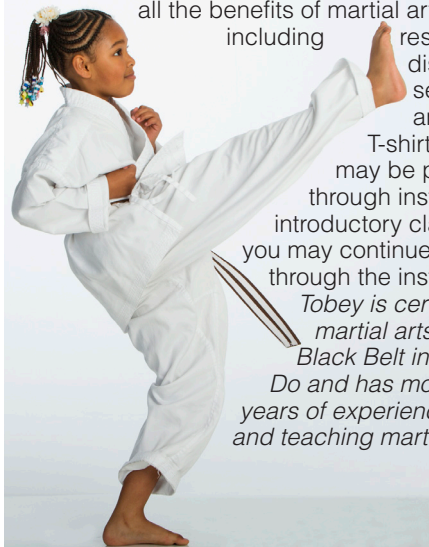 all the benefits of martial ar
including res
dis
se
a
T-shirt
may be p
through ins
introductory cla
you may continue
through the inst
Tobey is cer
martial arts
Black Belt in
Do and has mo
years of experienc
and teaching mart